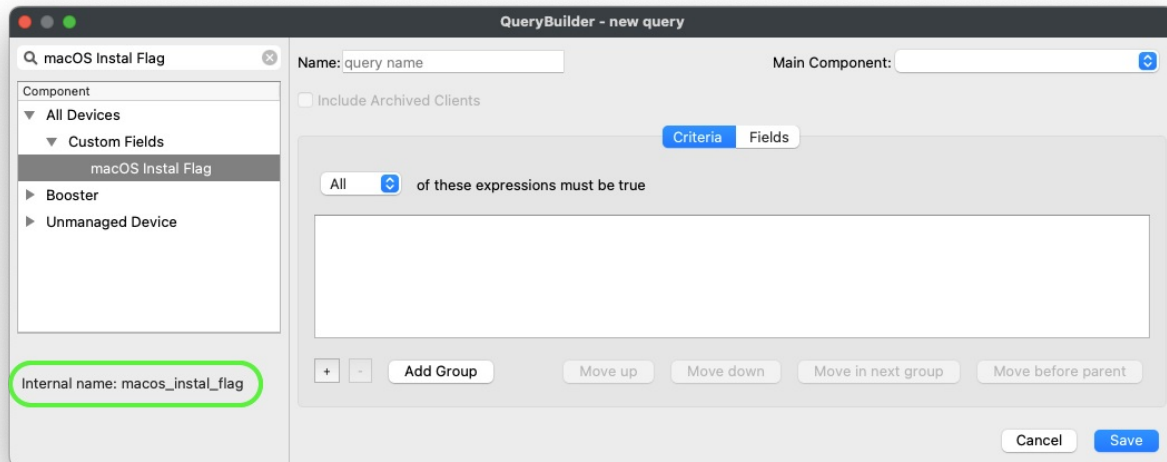 QueryBuilder - new query
macOS Instal Flag
Component
All Devices
Custom Fields
macOS Instal Flag
Booster
Unmanaged Device
Internal name: macos_instal_flag
Name: query name
Main Component:
Include Archived Clients
Criteria Fields
All of these expressions must be true
+ - Add Group Move up Move down Move in next group Move before parent
Cancel Save